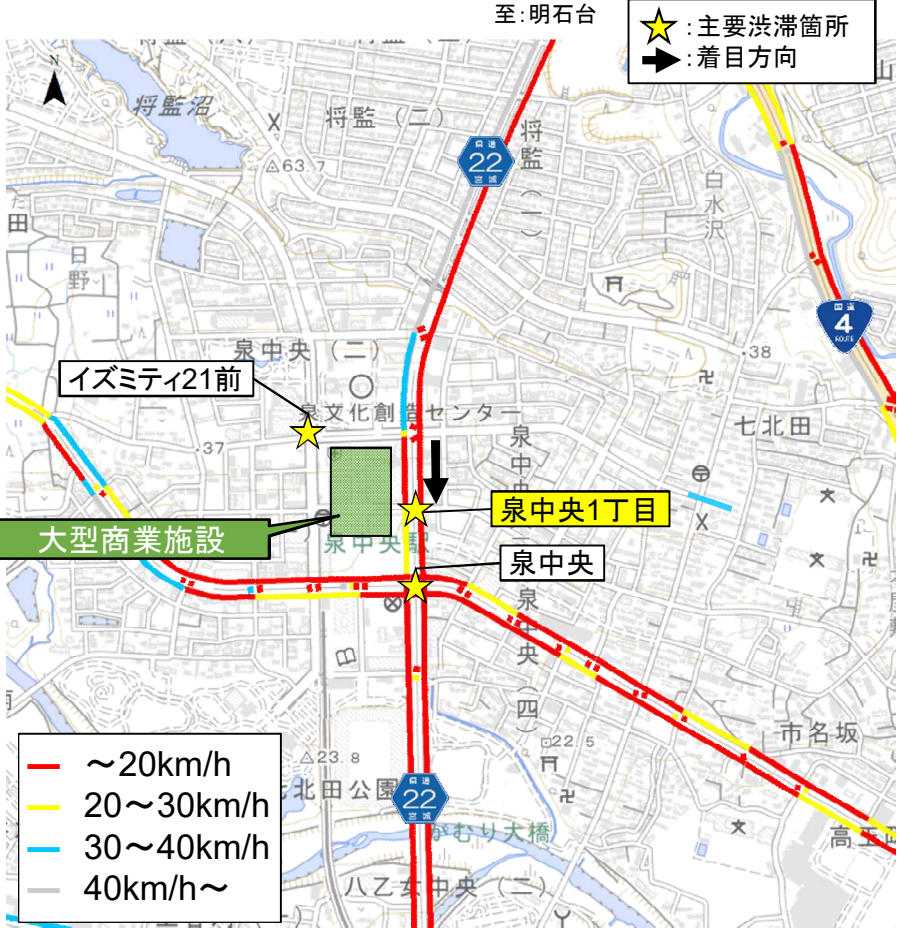 至:明石台
:主要渋滞箇所
:着目方向
N
将監沼
将監（二）
63.7
県道
22
宮城
将監（一）
白水沢
山
田
日野
国道
4
ROUTE
泉中央（二）
38
イズミティ21前
泉文化創造センター
37
七北田
泉中央1丁目
大型商業施設
泉中央駅
泉中央
泉中央（四）
市名坂
22.5
23.8
～20km/h
20～30km/h
30～40km/h
40km/h～
七北田公園
県道
22
宮城
かむり大橋
高玉町
八乙女中央（二）